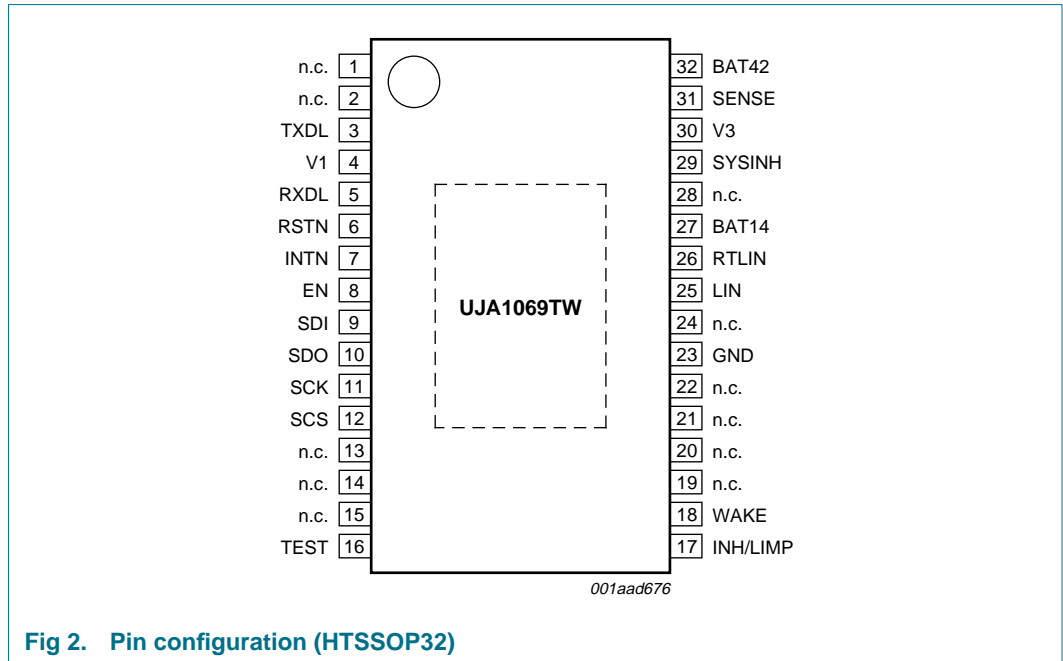 n.c. 1
n.c. 2
TXDL 3
V1 4
RXDL 5
RSTN 6
INTN 7
EN 8
SDI 9
SDO 10
SCK 11
SCS 12
n.c. 13
n.c. 14
n.c. 15
TEST 16
UJA1069TW
32 BAT42
31 SENSE
30 V3
29 SYSINH
28 n.c.
27 BAT14
26 RTLIN
25 LIN
24 n.c.
23 GND
22 n.c.
21 n.c.
20 n.c.
19 n.c.
18 WAKE
17 INH/LIMP
001aad676
Fig 2. Pin configuration (HTSSOP32)